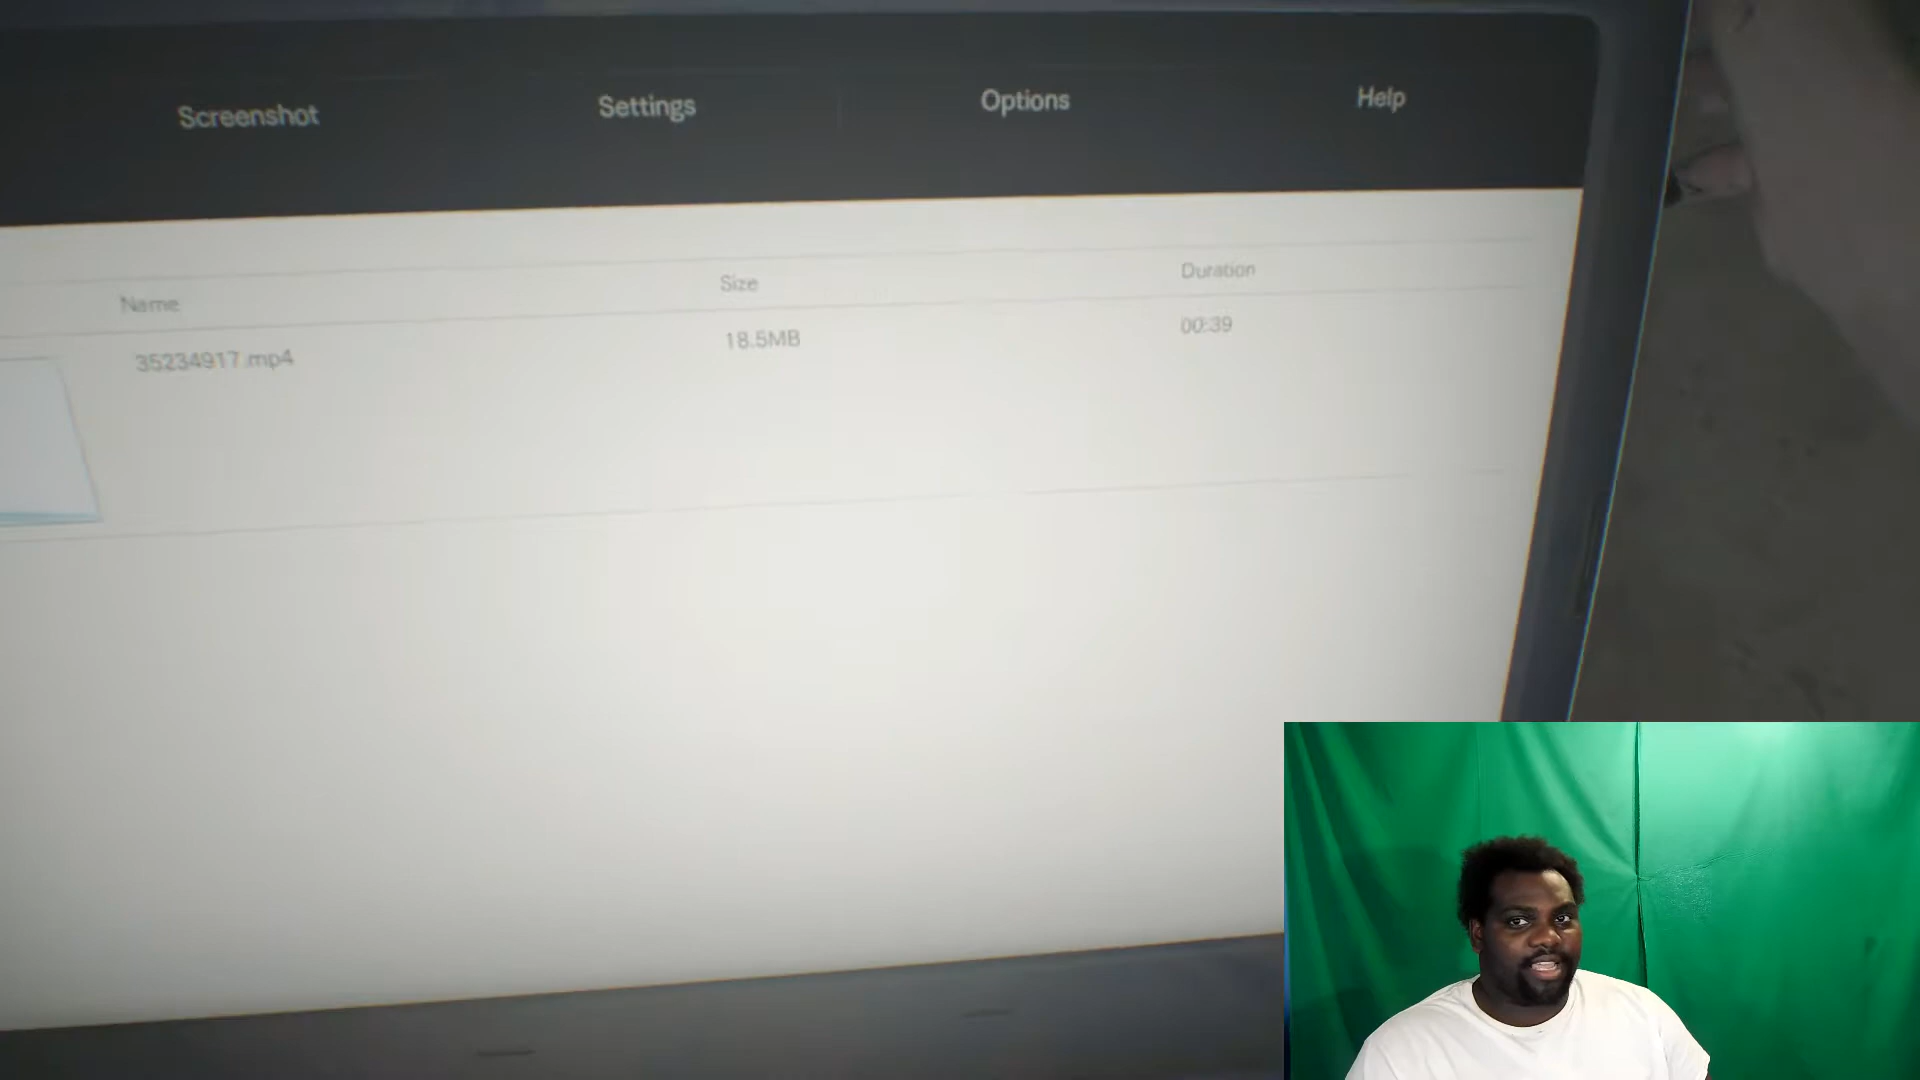 Screenshot Settings Options Help
Name Size Duration
35234917.mp4 18.5MB 00:39